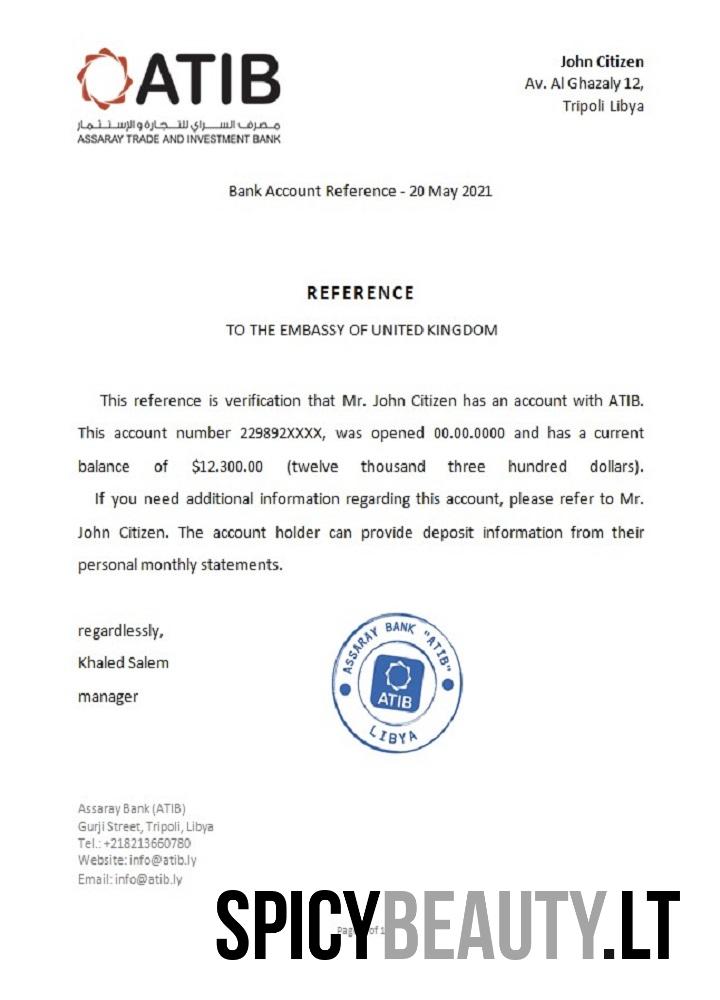 ATIB
مصرف السراي للتجارة والإستثمار
ASSARAY TRADE AND INVESTMENT BANK
John Citizen
Av. Al Ghazaly 12,
Tripoli Libya
Bank Account Reference - 20 May 2021
REFERENCE
TO THE EMBASSY OF UNITED KINGDOM
This reference is verification that Mr. John Citizen has an account with ATIB.
This account number 229892XXXX, was opened 00.00.0000 and has a current
balance of $12.300.00 (twelve thousand three hundred dollars).
If you need additional information regarding this account, please refer to Mr.
John Citizen. The account holder can provide deposit information from their
personal monthly statements.
regardlessly,
Khaled Salem
manager
ASSARAY BANK "ATIB"
ATIB
LIBYA
Assaray Bank (ATIB)
Gurji Street, Tripoli, Libya
Tel.: +218213660780
Website: info@atib.ly
Email: info@atib.ly
of 1
SPICYBEAUTY.LT